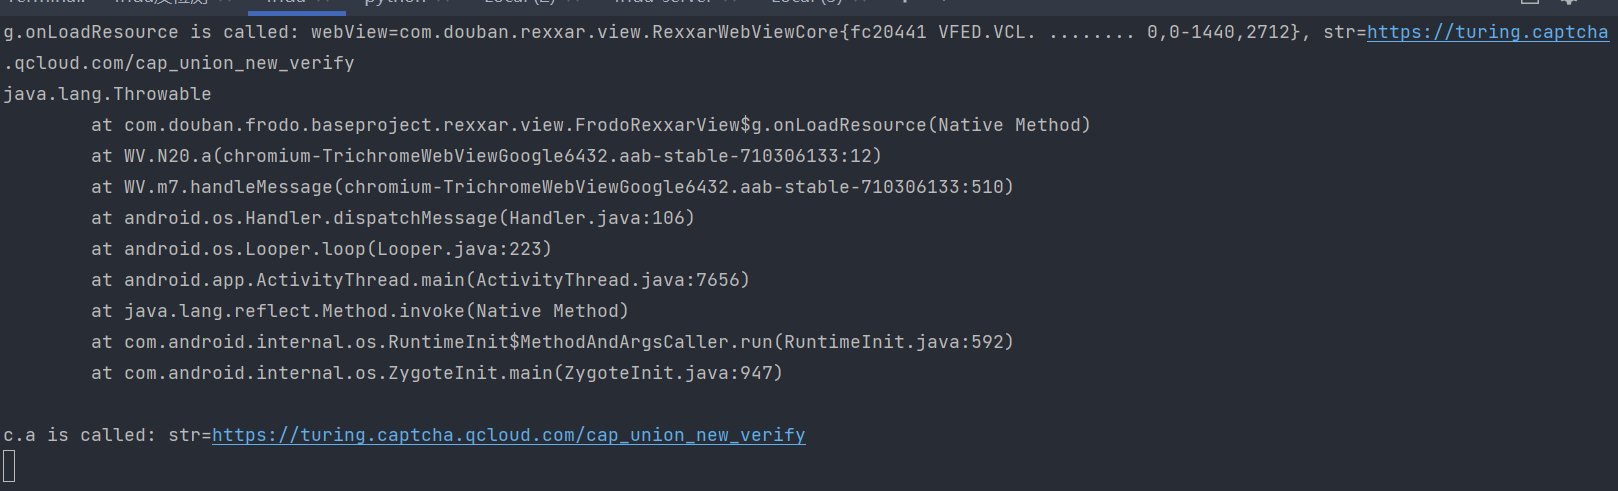 g.onLoadResource is called: webView=com.douban.rexxar.view.RexxarWebViewCore{fc20441 VFED.VCL. ........ 0,0-1440,2712}, str=https://turing.captcha
.qcloud.com/cap_union_new_verify
java.lang.Throwable
at com.douban.frodo.baseproject.rexxar.view.FrodoRexxarView$g.onLoadResource(Native Method)
at WV.N20.a(chromium-TrichromeWebViewGoogle6432.aab-stable-710306133:12)
at WV.m7.handleMessage(chromium-TrichromeWebViewGoogle6432.aab-stable-710306133:510)
at android.os.Handler.dispatchMessage(Handler.java:106)
at android.os.Looper.loop(Looper.java:223)
at android.app.ActivityThread.main(ActivityThread.java:7656)
at java.lang.reflect.Method.invoke(Native Method)
at com.android.internal.os.RuntimeInit$MethodAndArgsCaller.run(RuntimeInit.java:592)
at com.android.internal.os.ZygoteInit.main(ZygoteInit.java:947)
c.a is called: str=https://turing.captcha.qcloud.com/cap_union_new_verify